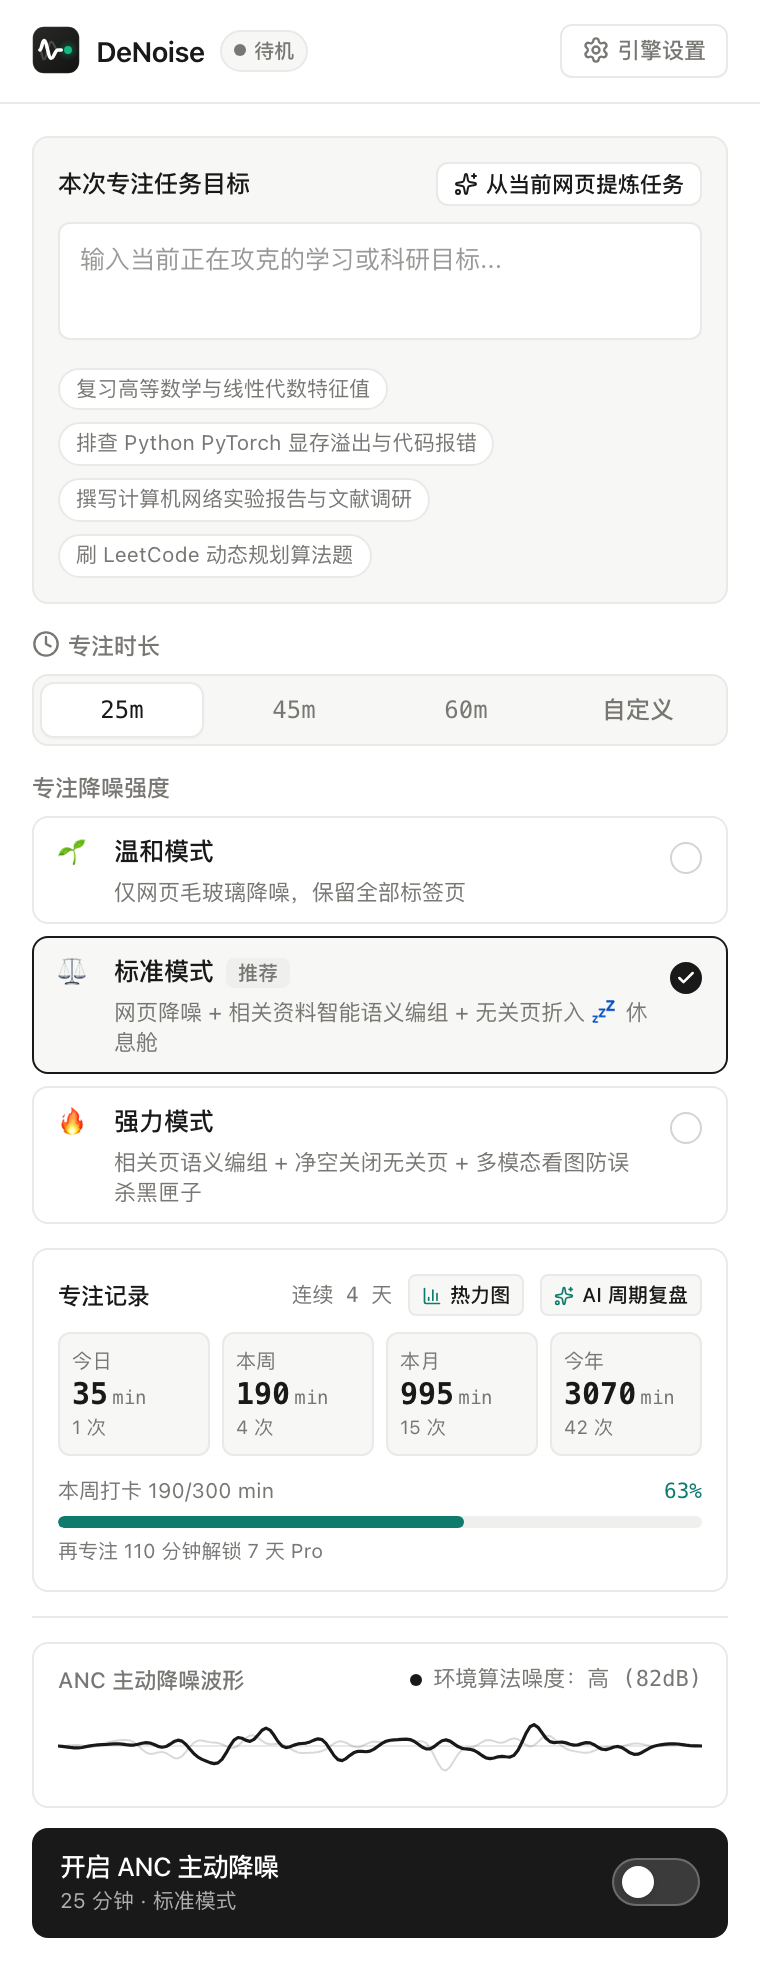 DeNoise 待机 引擎设置
本次专注任务目标 从当前网页提炼任务
输入当前正在攻克的学习或科研目标...
复习高等数学与线性代数特征值
排查 Python PyTorch 显存溢出与代码报错
撰写计算机网络实验报告与文献调研
刷 LeetCode 动态规划算法题
专注时长
25m 45m 60m 自定义
专注降噪强度
温和模式
仅网页毛玻璃降噪，保留全部标签页
标准模式 推荐
网页降噪 + 相关资料智能语义编组 + 无关页折入 💤 休
息舱
强力模式
相关页语义编组 + 净空关闭无关页 + 多模态看图防误
杀黑匣子
专注记录 连续 4 天 热力图 AI 周期复盘
今日 本周 本月 今年
35 min 190 min 995 min 3070 min
1 次 4 次 15 次 42 次
本周打卡 190/300 min 63%
再专注 110 分钟解锁 7 天 Pro
ANC 主动降噪波形 环境算法噪度：高 (82dB)
开启 ANC 主动降噪
25 分钟 · 标准模式